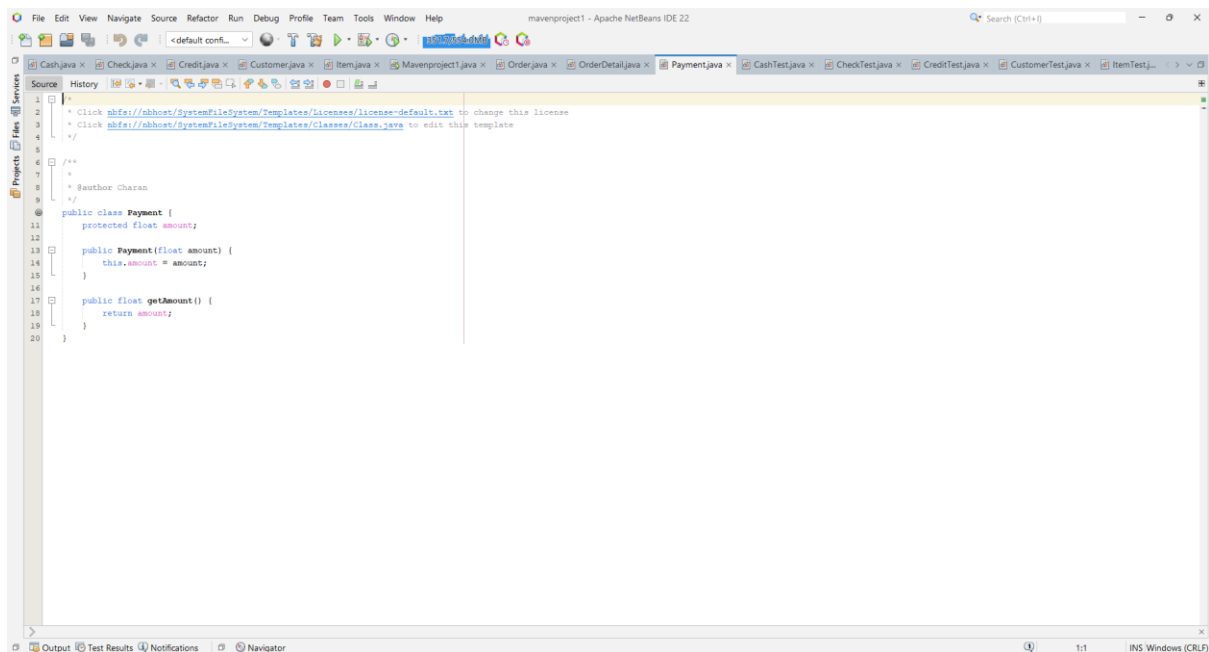 File Edit View Navigate Source Refactor Run Debug Profile Team Tools Window Help mavenproject1 - Apache NetBeans IDE 22 Search (Ctrl+I)
<default confi...
Cash.java Check.java Credit.java Customer.java Item.java Mavenproject1.java Order.java OrderDetail.java Payment.java CashTest.java CheckTest.java CreditTest.java CustomerTest.java ItemTest.j...
Source History
Services
Files
Projects
1 /*
2 * Click nbfs://nbhost/SystemFileSystem/Templates/Licenses/license-default.txt to change this license
3 * Click nbfs://nbhost/SystemFileSystem/Templates/Classes/Class.java to edit this template
4 */
5
6 /**
7 *
8 * @author Charan
9 */
public class Payment {
11 protected float amount;
12
13 public Payment(float amount) {
14 this.amount = amount;
15 }
16
17 public float getAmount() {
18 return amount;
19 }
20 }
Output Test Results Notifications Navigator 1:1 INS Windows (CRLF)